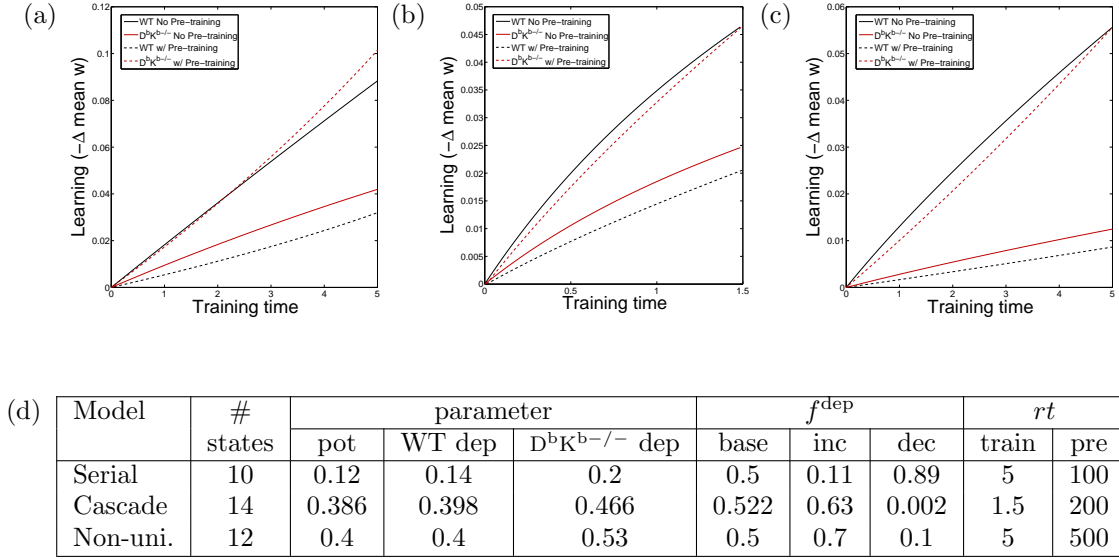 (a)
Learning (−Δ mean w)
0.12
0.1
0.08
0.06
0.04
0.02
0
0 1 2 3 4 5
Training time
WT No Pre−training
DᵇKᵇ⁻/⁻ No Pre−training
WT w/ Pre−training
DᵇKᵇ⁻/⁻ w/ Pre−training
(b)
Learning (−Δ mean w)
0.05
0.045
0.04
0.035
0.03
0.025
0.02
0.015
0.01
0.005
0
0 0.5 1 1.5
Training time
WT No Pre−training
DᵇKᵇ⁻/⁻ No Pre−training
WT w/ Pre−training
DᵇKᵇ⁻/⁻ w/ Pre−training
(c)
Learning (−Δ mean w)
0.06
0.05
0.04
0.03
0.02
0.01
0
0 1 2 3 4 5
Training time
WT No Pre−training
DᵇKᵇ⁻/⁻ No Pre−training
WT w/ Pre−training
DᵇKᵇ⁻/⁻ w/ Pre−training
(d)
Model # parameter fᵈᵉᵖ rt
states pot WT dep DᵇKᵇ⁻/⁻ dep base inc dec train pre
Serial 10 0.12 0.14 0.2 0.5 0.11 0.89 5 100
Cascade 14 0.386 0.398 0.466 0.522 0.63 0.002 1.5 200
Non-uni. 12 0.4 0.4 0.53 0.5 0.7 0.1 5 500